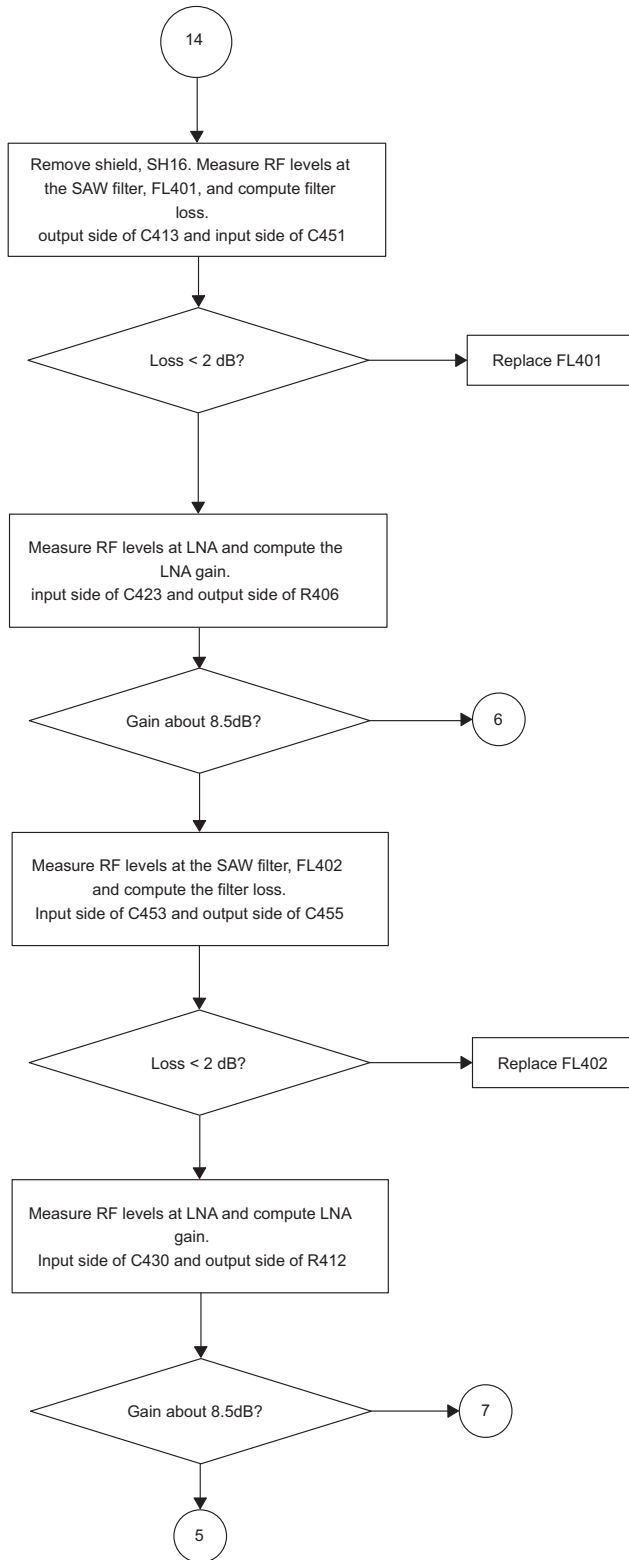 14
Remove shield, SH16. Measure RF levels at
the SAW filter, FL401, and compute filter
loss.
output side of C413 and input side of C451
Loss < 2 dB?
Replace FL401
Measure RF levels at LNA and compute the
LNA gain.
input side of C423 and output side of R406
Gain about 8.5dB?
6
Measure RF levels at the SAW filter, FL402
and compute the filter loss.
Input side of C453 and output side of C455
Loss < 2 dB?
Replace FL402
Measure RF levels at LNA and compute LNA
gain.
Input side of C430 and output side of R412
Gain about 8.5dB?
7
5